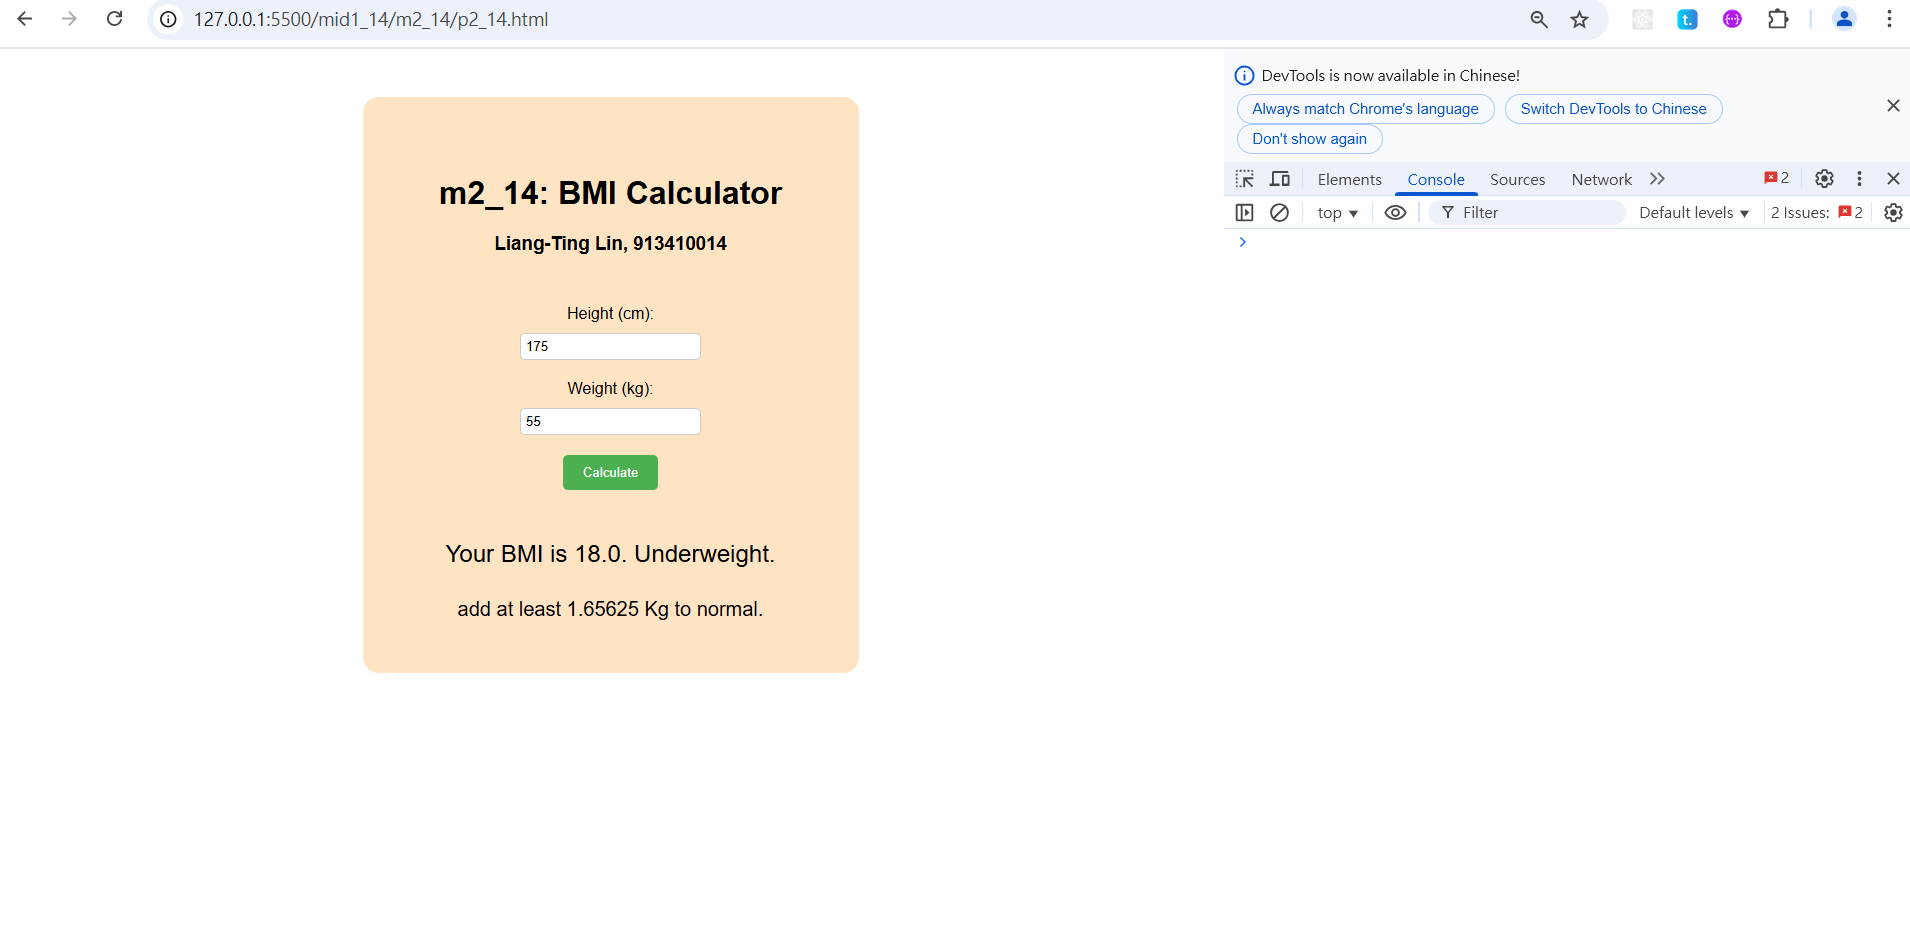 127.0.0.1:5500/mid1_14/m2_14/p2_14.html
t.
DevTools is now available in Chinese!
Always match Chrome's language
Switch DevTools to Chinese
Don't show again
Elements
Console
Sources
Network
2
top
Filter
Default levels
2 Issues:
2
m2_14: BMI Calculator
Liang-Ting Lin, 913410014
Height (cm):
175
Weight (kg):
55
Calculate
Your BMI is 18.0. Underweight.
add at least 1.65625 Kg to normal.